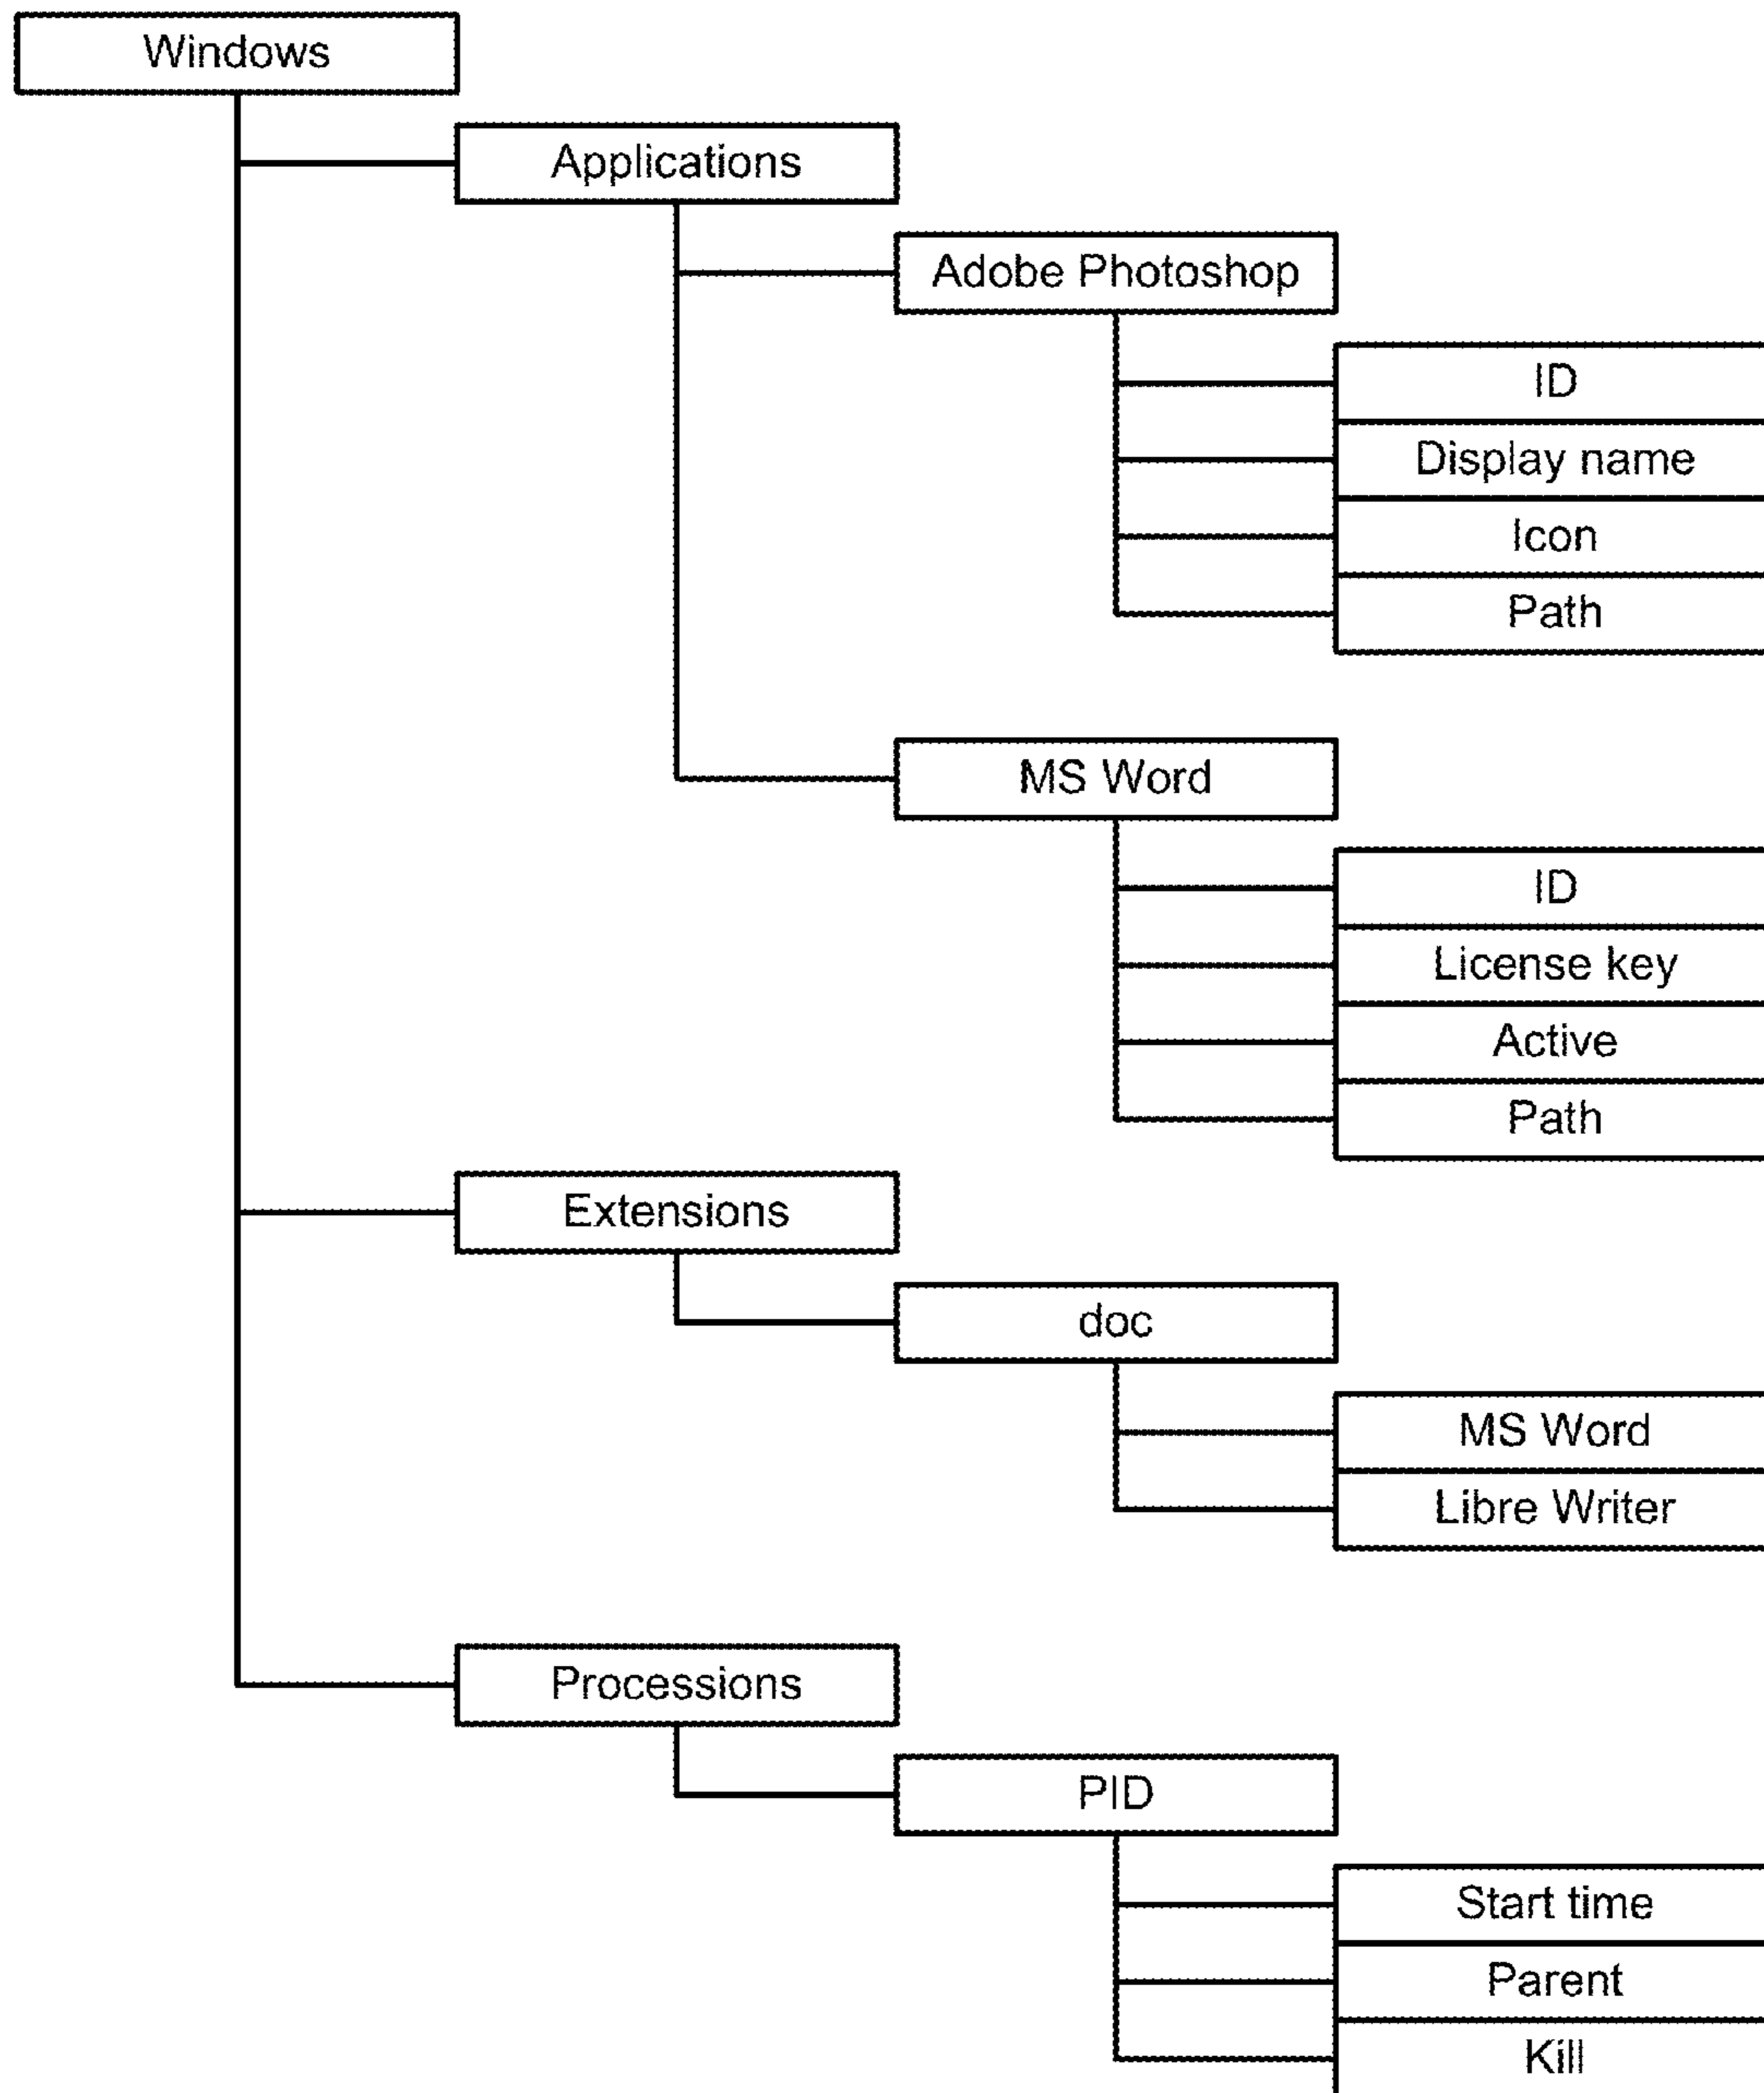 Windows
Applications
Adobe Photoshop
ID
Display name
Icon
Path
MS Word
ID
License key
Active
Path
Extensions
doc
MS Word
Libre Writer
Processions
PID
Start time
Parent
Kill